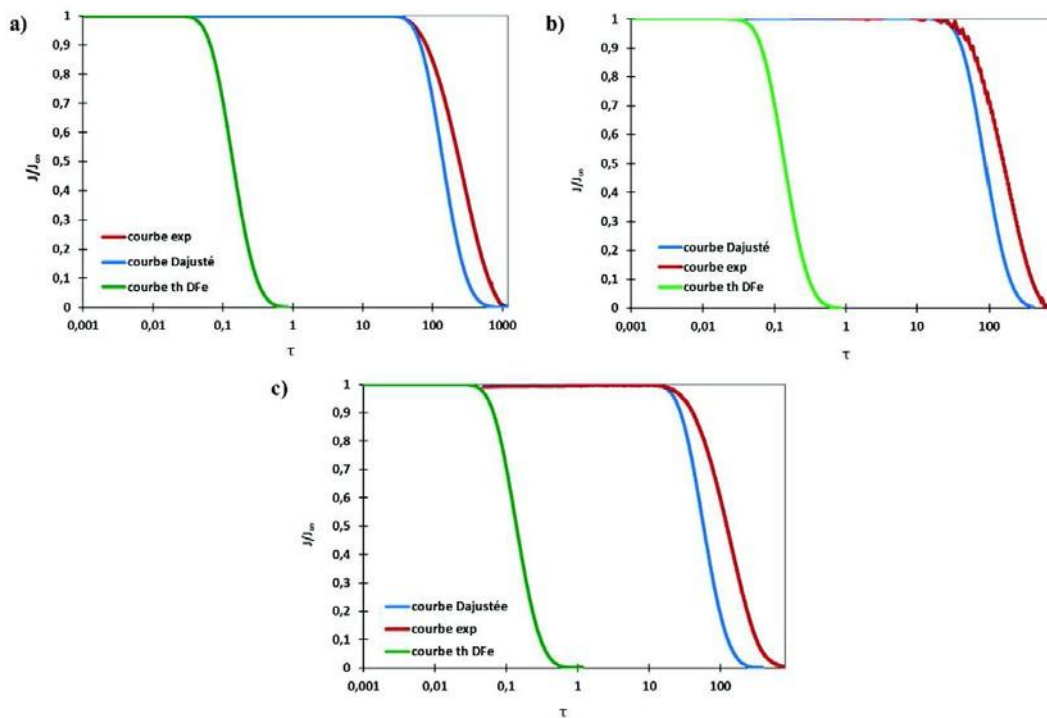 a)
1
0,9
0,8
0,7
0,6
0,5
0,4
0,3
0,2
0,1
0
J/J∞
courbe exp
courbe Dajusté
courbe th DFe
0,001
0,01
0,1
1
10
100
1000
τ
b)
1
0,9
0,8
0,7
0,6
0,5
0,4
0,3
0,2
0,1
0
J/J∞
courbe Dajusté
courbe exp
courbe th DFe
0,001
0,01
0,1
1
10
100
τ
c)
1
0,9
0,8
0,7
0,6
0,5
0,4
0,3
0,2
0,1
0
J/J∞
courbe Dajustée
courbe exp
courbe th DFe
0,001
0,01
0,1
1
10
100
τ